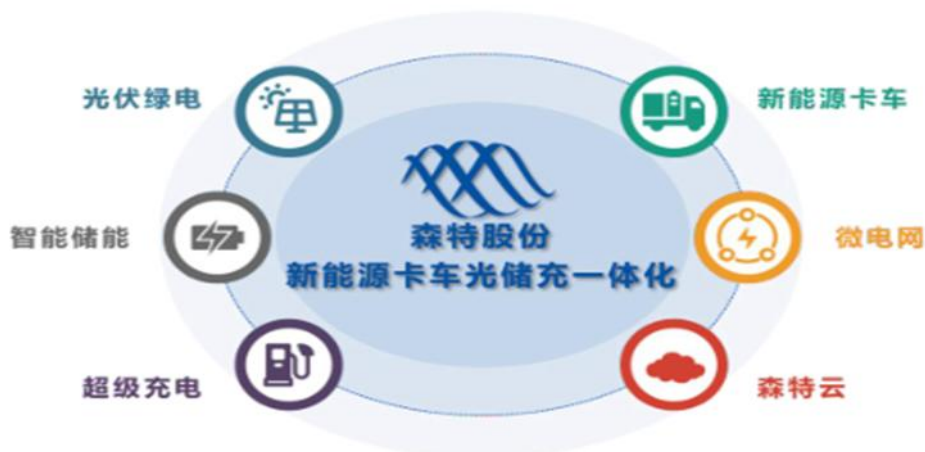 光伏绿电
新能源卡车
智能储能
森特股份
新能源卡车光储充一体化
微电网
超级充电
森特云